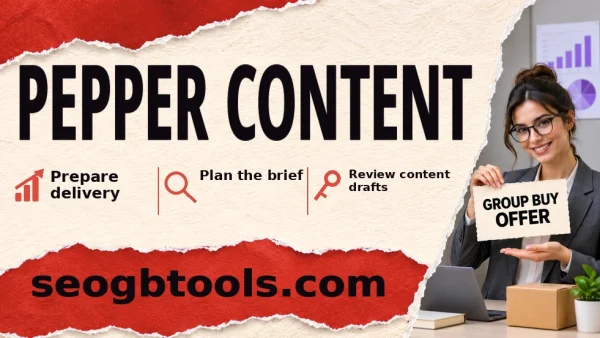 PEPPER CONTENT
Prepare
delivery
Plan the brief
Review content
drafts
GROUP BUY
OFFER
seogbtools.com